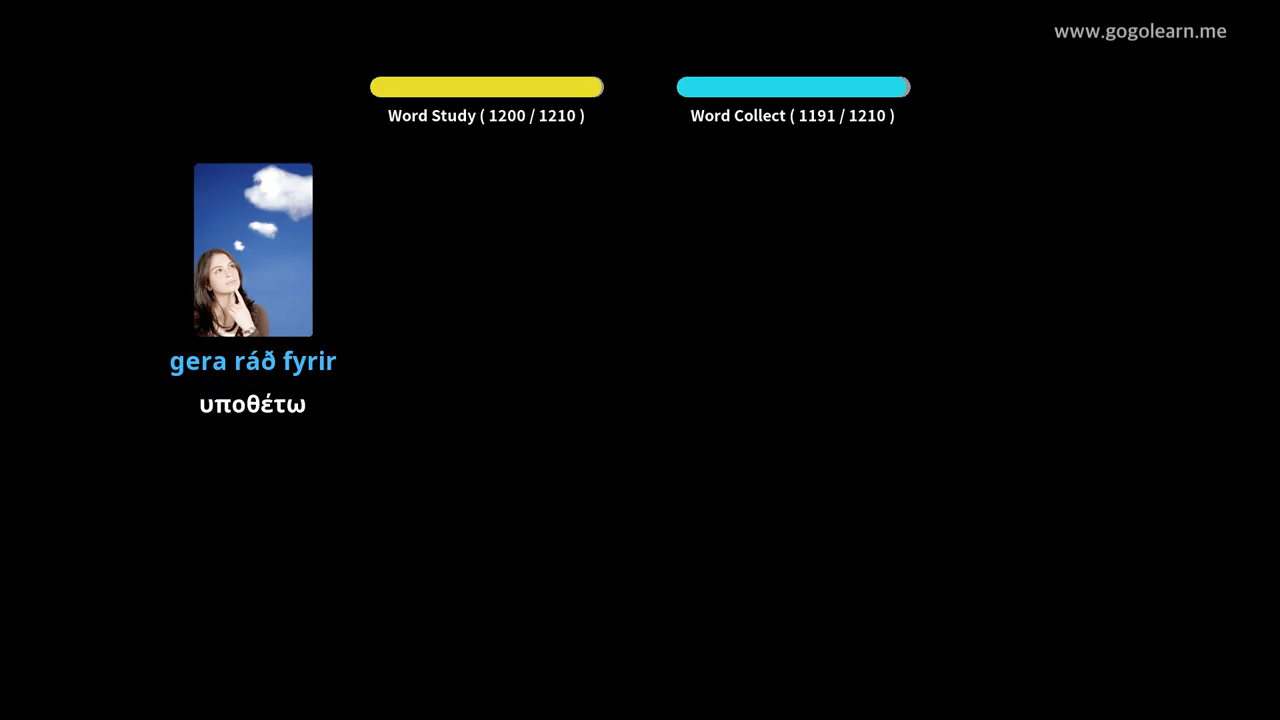 www.gogolearn.me
Word Study ( 1200 / 1210 )
Word Collect ( 1191 / 1210 )
gera ráð fyrir
υποθέτω